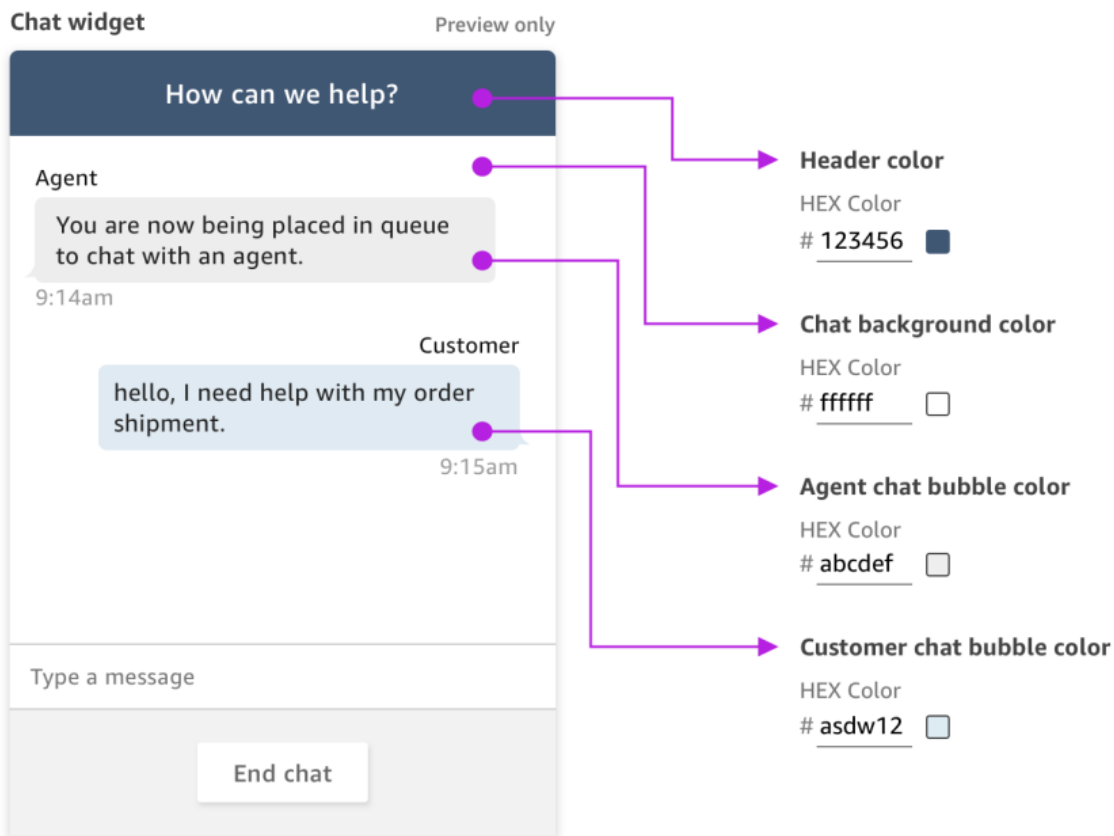 Chat widget
Preview only
How can we help?
Agent
You are now being placed in queue
to chat with an agent.
9:14am
Customer
hello, I need help with my order
shipment.
9:15am
Type a message
End chat
Header color
HEX Color
# 123456
Chat background color
HEX Color
# ffffff
Agent chat bubble color
HEX Color
# abcdef
Customer chat bubble color
HEX Color
# asdw12